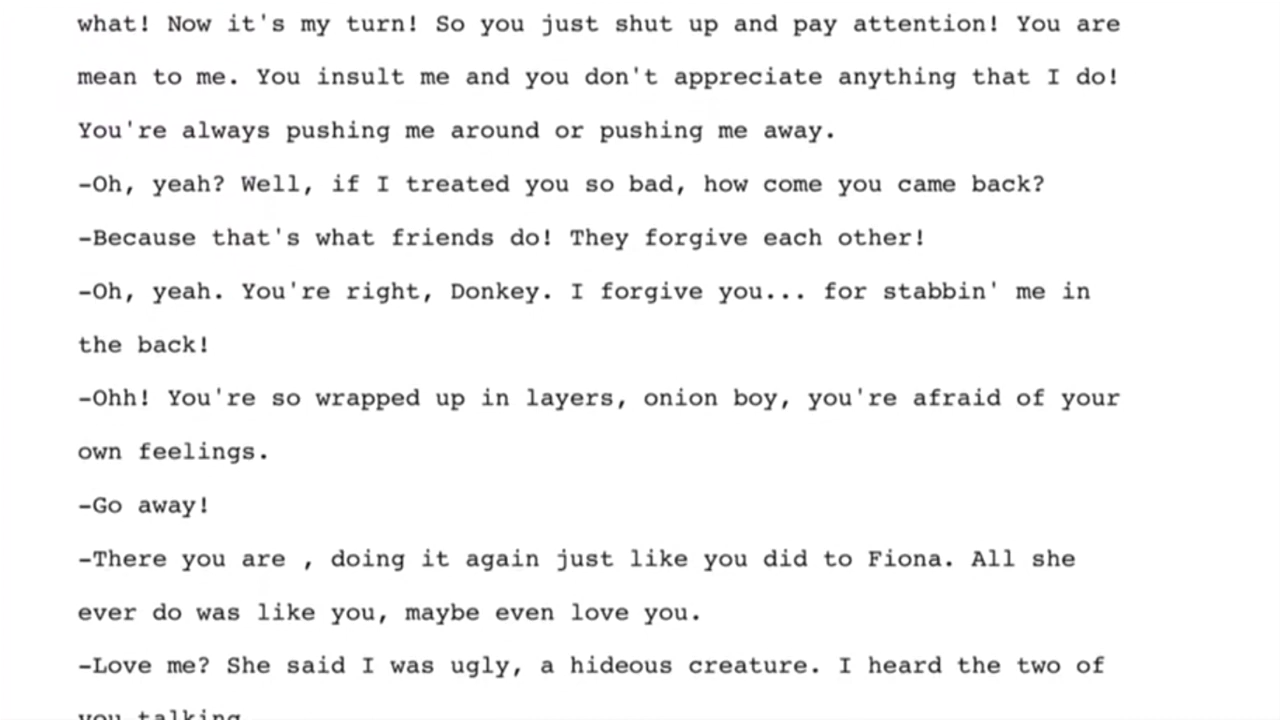 what! Now it's my turn! So you just shut up and pay attention! You are
mean to me. You insult me and you don't appreciate anything that I do!
You're always pushing me around or pushing me away.
-Oh, yeah? Well, if I treated you so bad, how come you came back?
-Because that's what friends do! They forgive each other!
-Oh, yeah. You're right, Donkey. I forgive you... for stabbin' me in
the back!
-Ohh! You're so wrapped up in layers, onion boy, you're afraid of your
own feelings.
-Go away!
-There you are , doing it again just like you did to Fiona. All she
ever do was like you, maybe even love you.
-Love me? She said I was ugly, a hideous creature. I heard the two of
you talking